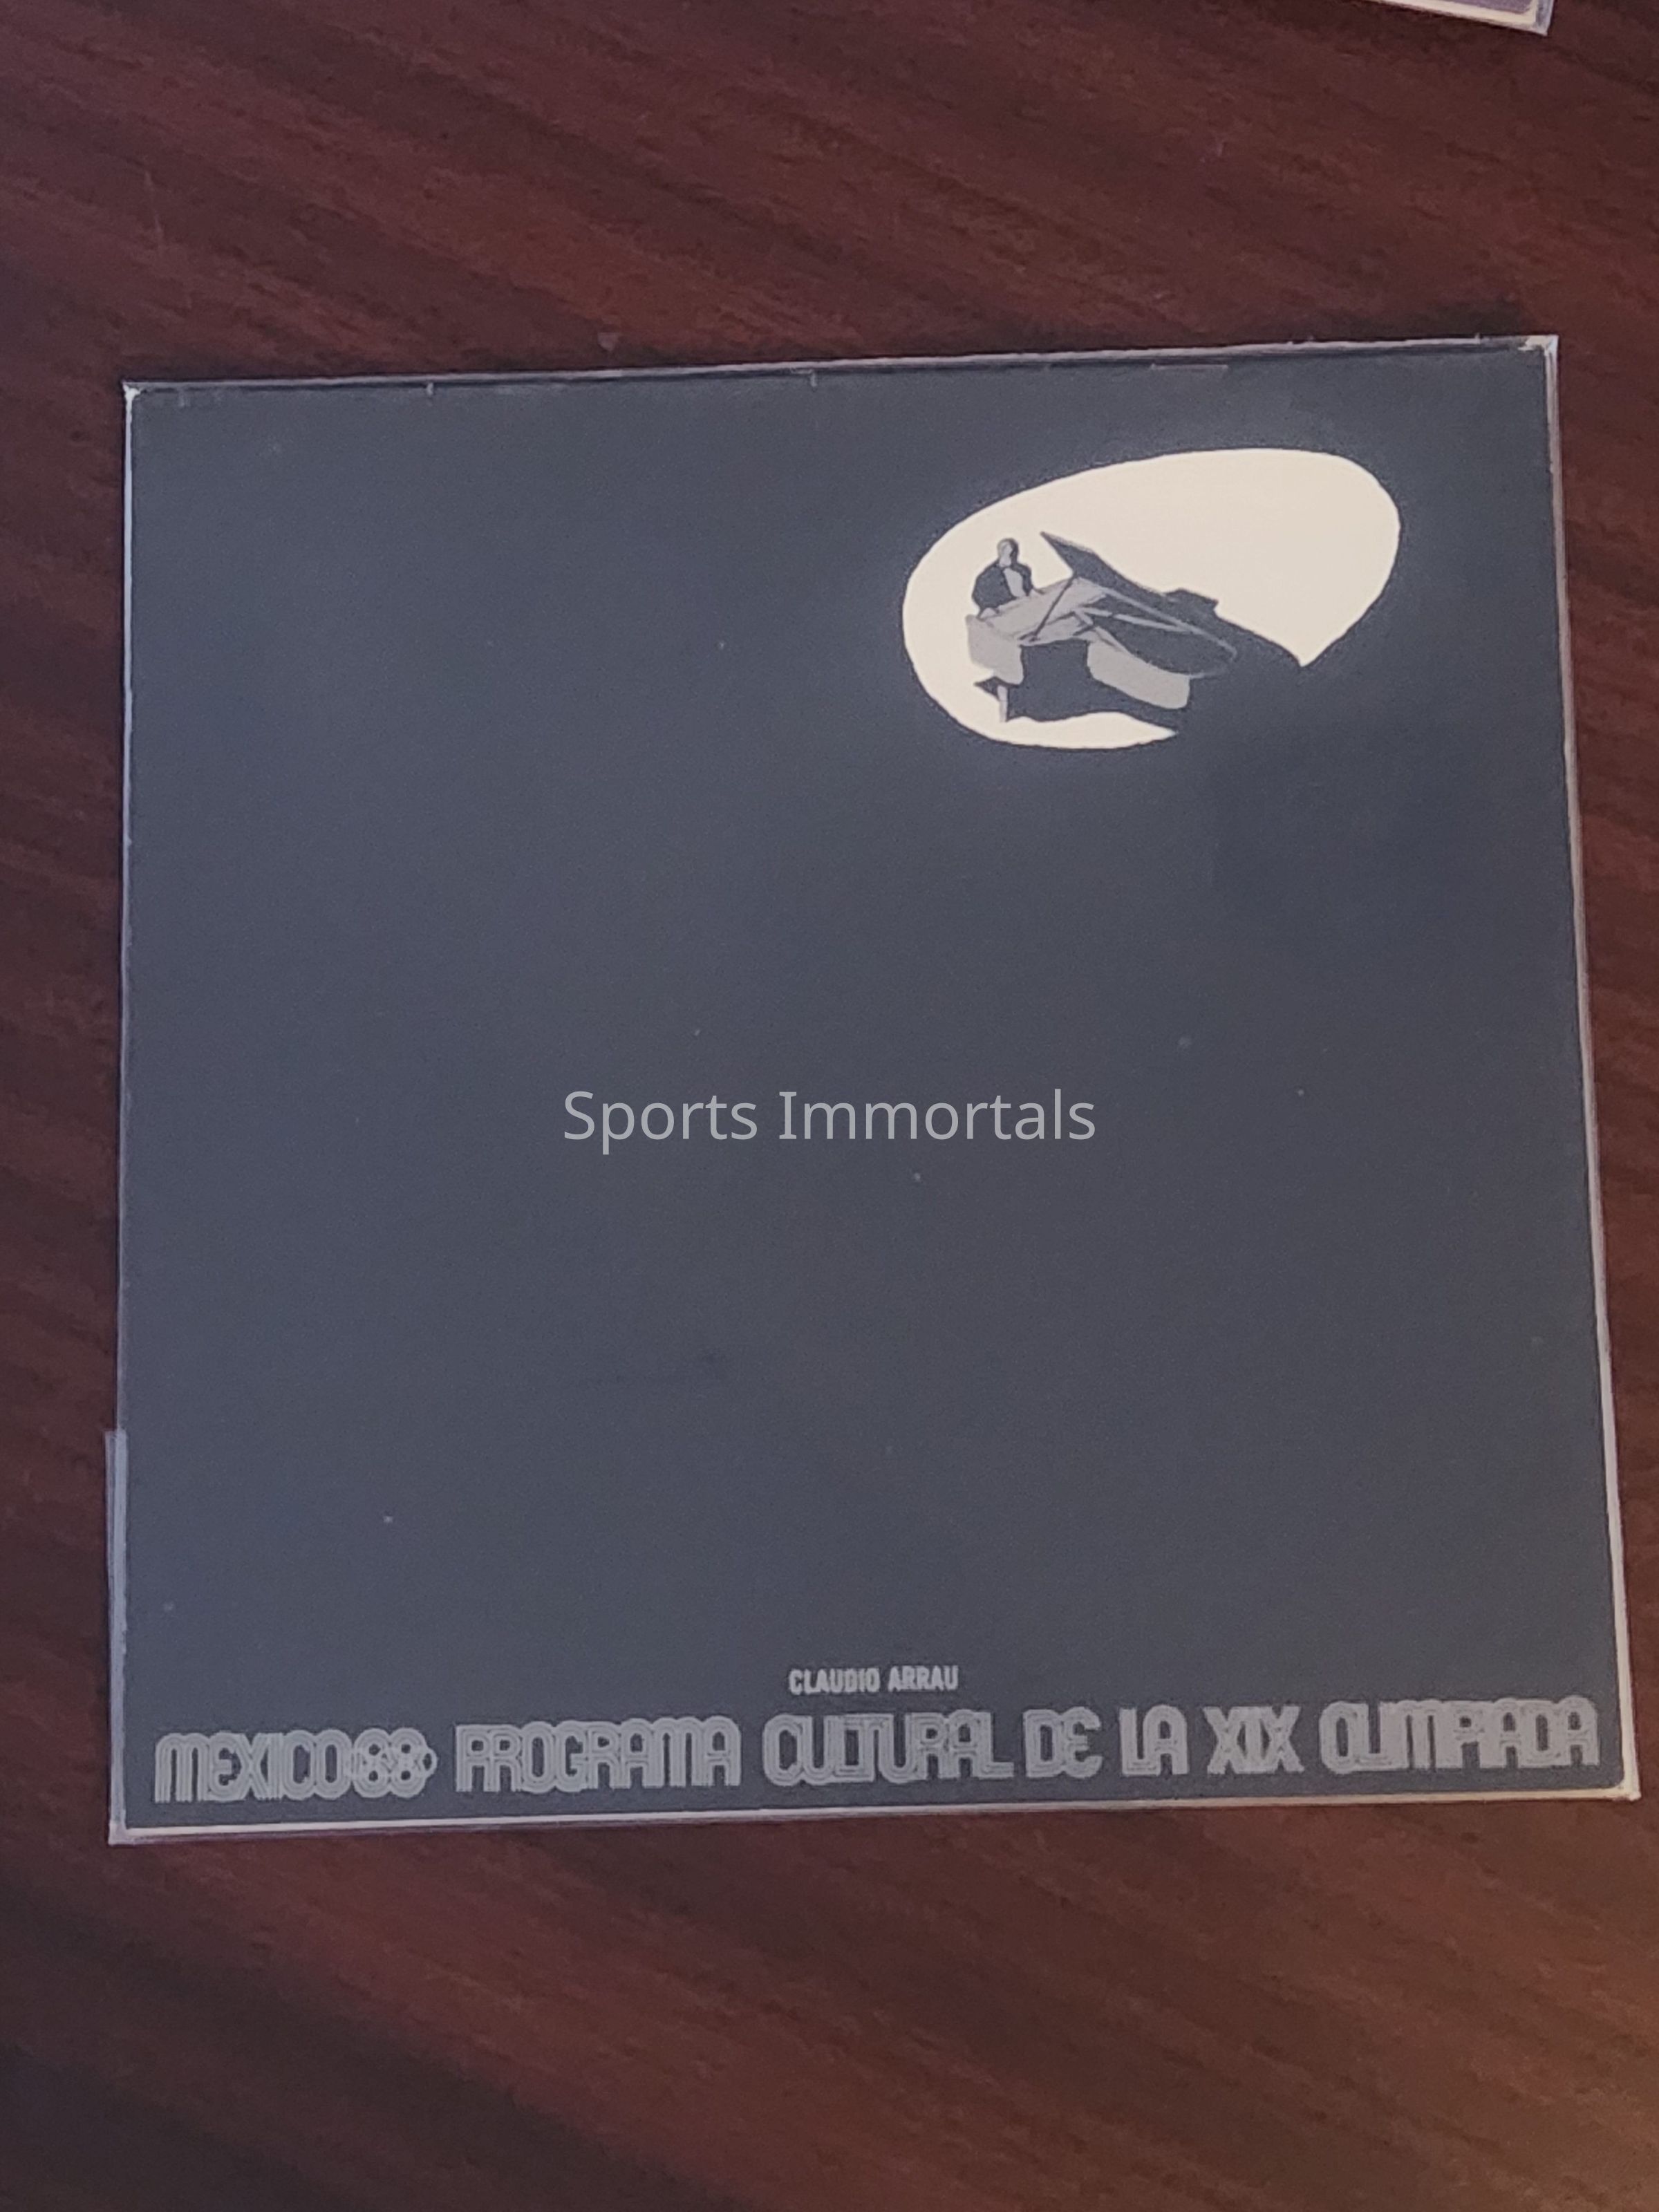 Sports Immortals
CLAUDIO ARRAU
MEXICO68 PROGRAMA CULTURAL DE LA XIX OLIMPIADA